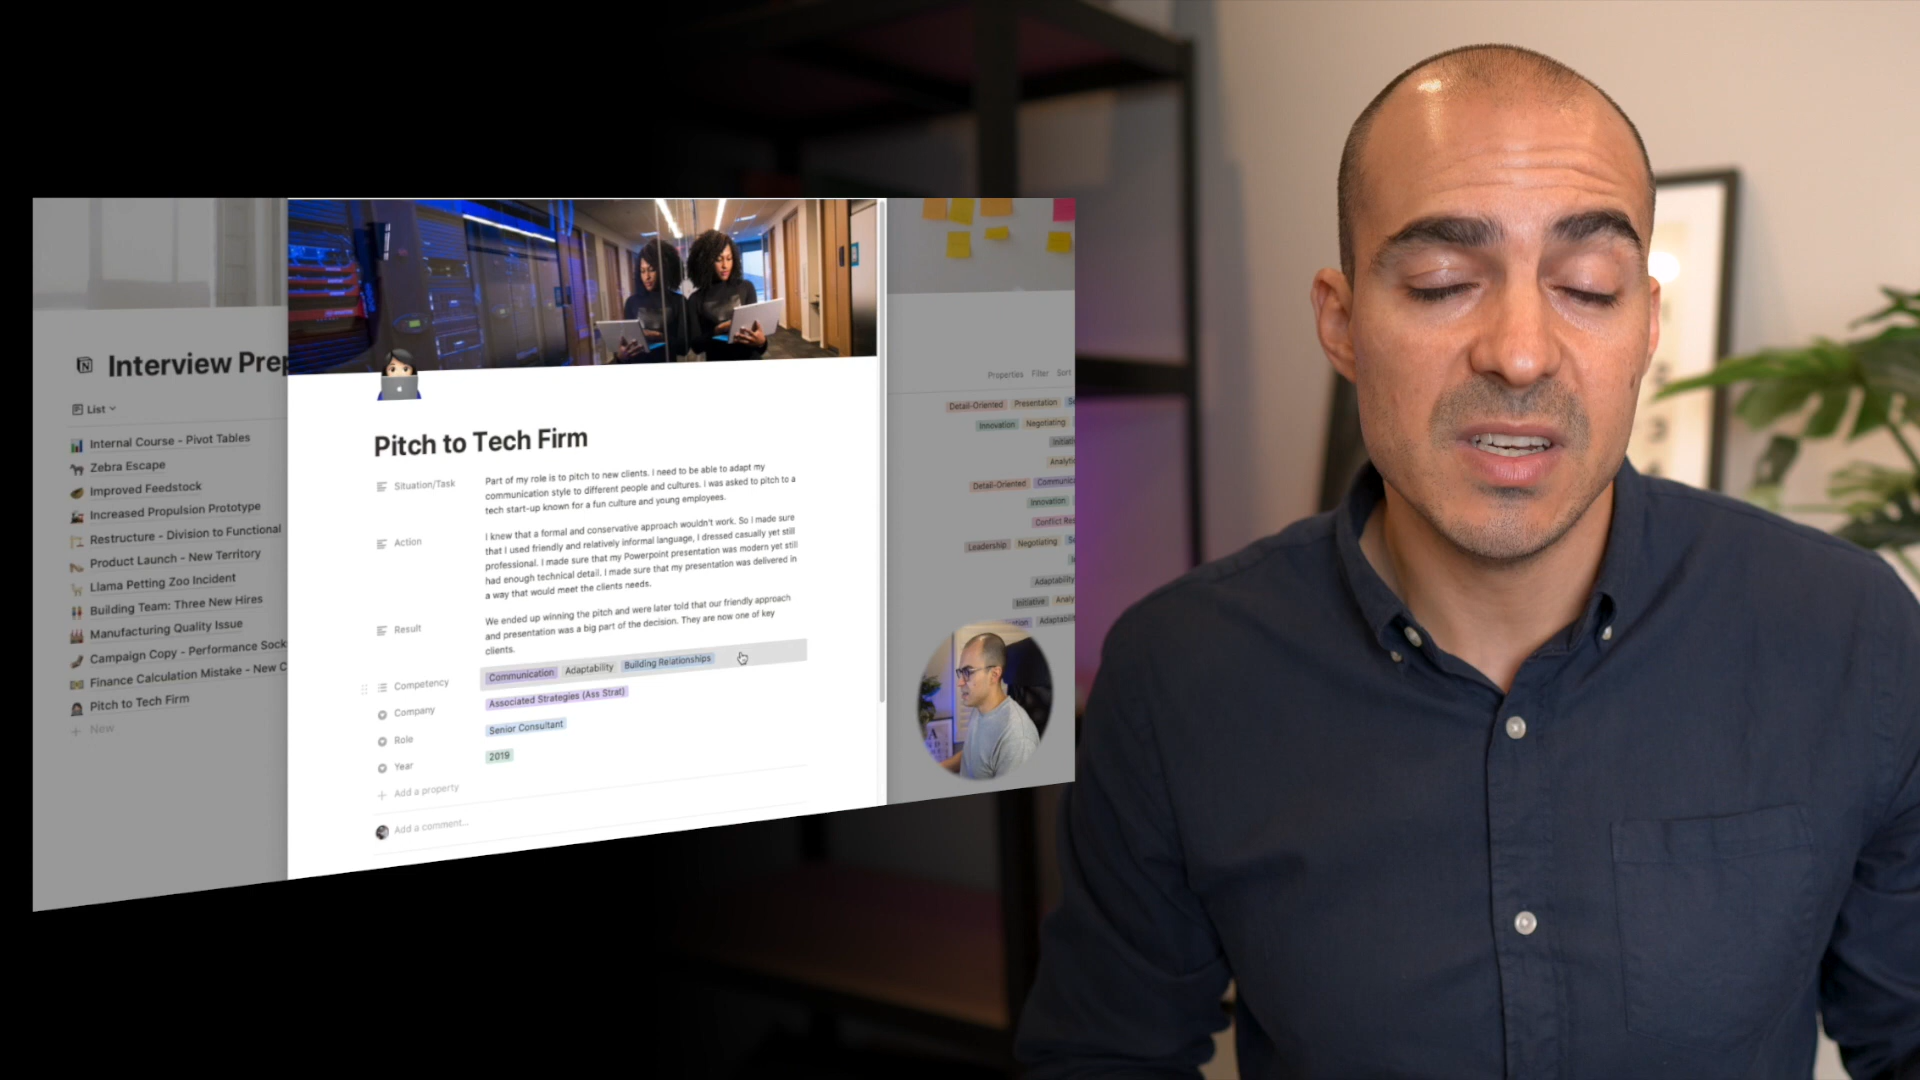 Interview Prep
List
Internal Course - Pivot Tables
Zebra Escape
Improved Feedstock
Increased Propulsion Prototype
Restructure - Division to Functional
Product Launch - New Territory
Llama Petting Zoo Incident
Building Team: Three New Hires
Manufacturing Quality Issue
Campaign Copy - Performance Sock
Finance Calculation Mistake - New C
Pitch to Tech Firm
New
Pitch to Tech Firm
Situation/Task
Part of my role is to pitch to new clients. I need to be able to adapt my
communication style to different people and cultures. I was asked to pitch to a
tech start-up known for a fun culture and young employees.
Action
I knew that a formal and conservative approach wouldn't work. So I made sure
that I used friendly and relatively informal language, I dressed casually yet still
professional. I made sure that my Powerpoint presentation was modern yet still
had enough technical detail. I made sure that my presentation was delivered in
a way that would meet the clients needs.
Result
We ended up winning the pitch and were later told that our friendly approach
and presentation was a big part of the decision. They are now one of key
clients.
Competency
Communication Adaptability Building Relationships
Company
Associated Strategies (Ass Strat)
Role
Senior Consultant
Year
2019
Add a property
Add a comment...
Properties Filter Sort
Detail-Oriented Presentation
Innovation Negotiating
Initiati
Analyti
Detail-Oriented Communic
Innovation
Conflict Re
Leadership Negotiating
Adaptability
Initiative Analy
Adaptabil